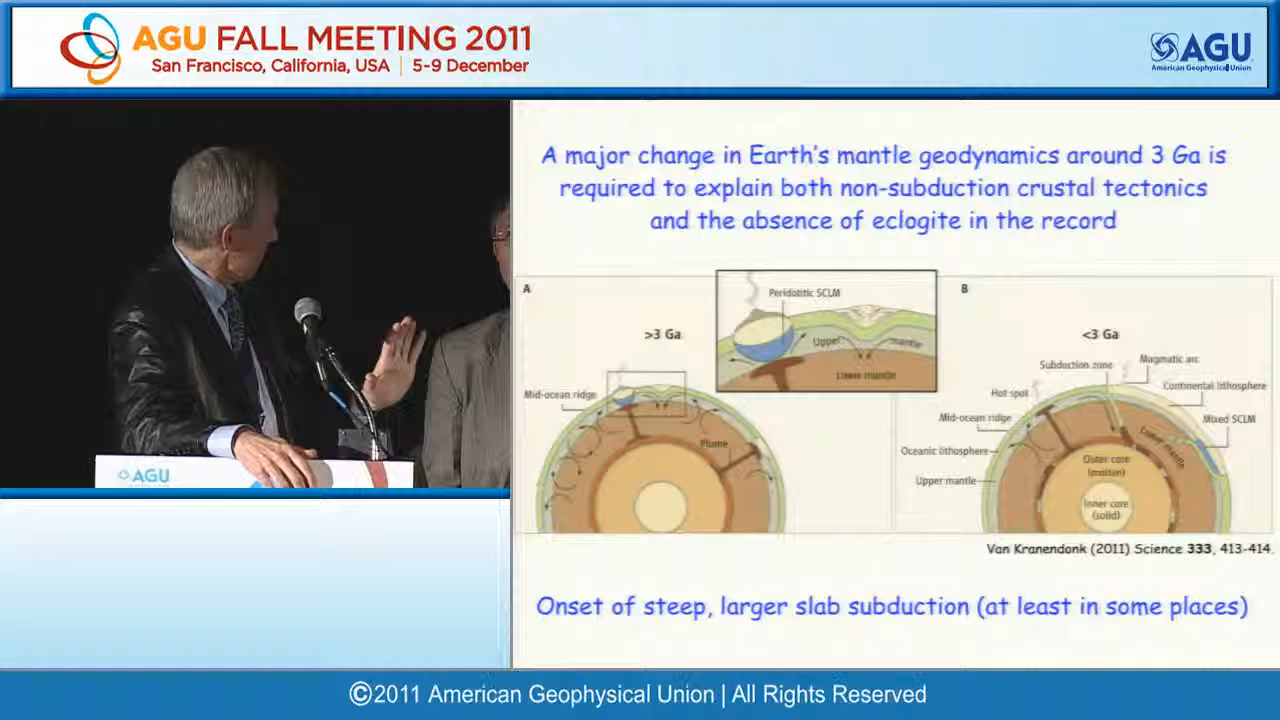 AGU FALL MEETING 2011
San Francisco, California, USA | 5-9 December
AGU
American Geophysical Union
A major change in Earth's mantle geodynamics around 3 Ga is
required to explain both non-subduction crustal tectonics
and the absence of eclogite in the record
A
>3 Ga
Mid-ocean ridge
Plume
Peridotitic SCLM
Upper mantle
Lower mantle
B
<3 Ga
Subduction zone
Magmatic arc
Hot spot
Continental lithosphere
Mid-ocean ridge
Mixed SCLM
Oceanic lithosphere
Lower mantle
Upper mantle
Outer core
(molten)
Inner core
(solid)
Van Kranendonk (2011) Science 333, 413-414.
Onset of steep, larger slab subduction (at least in some places)
AGU
©2011 American Geophysical Union | All Rights Reserved